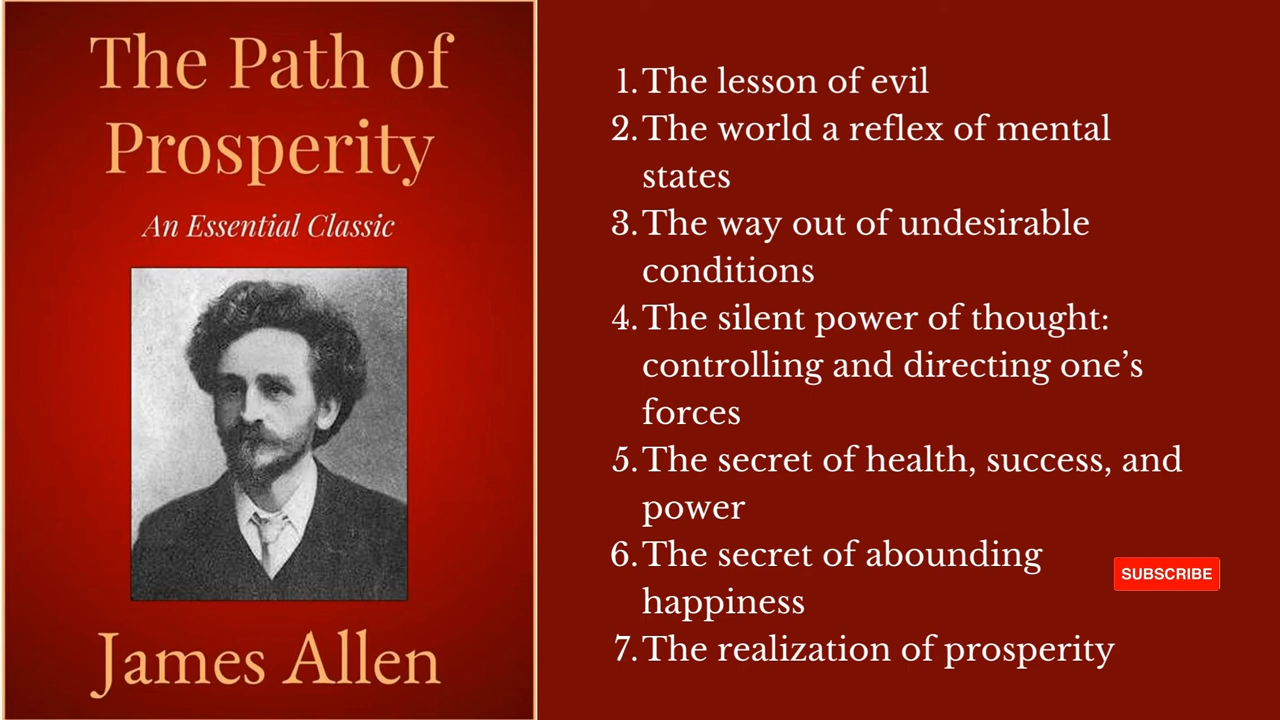 The Path of
Prosperity
An Essential Classic
James Allen
1. The lesson of evil
2. The world a reflex of mental
states
3. The way out of undesirable
conditions
4. The silent power of thought:
controlling and directing one’s
forces
5. The secret of health, success, and
power
6. The secret of abounding
happiness
7. The realization of prosperity
SUBSCRIBE